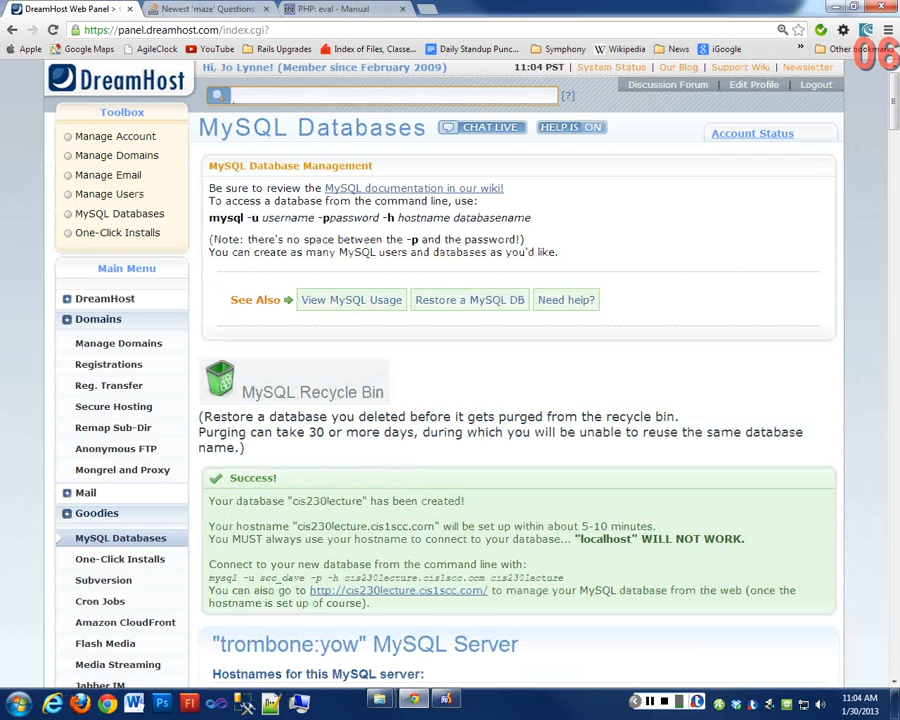 DreamHost Web Panel >
Newest 'maze' Questions
PHP: eval - Manual
https://panel.dreamhost.com/index.cgi?
Apple
Google Maps
AgileClock
YouTube
Rails Upgrades
Index of Files, Classe...
Daily Standup Punc...
Symphony
Wikipedia
News
iGoogle
»
Other bookmarks
06
DreamHost
Hi, Jo Lynne! (Member since February 2009)
11:04 PST | System Status | Our Blog | Support Wiki | Newsletter
Discussion Forum | Edit Profile | Logout
[?]
Toolbox
Manage Account
Manage Domains
Manage Email
Manage Users
MySQL Databases
One-Click Installs
Main Menu
DreamHost
Domains
Manage Domains
Registrations
Reg. Transfer
Secure Hosting
Remap Sub-Dir
Anonymous FTP
Mongrel and Proxy
Mail
Goodies
MySQL Databases
One-Click Installs
Subversion
Cron Jobs
Amazon CloudFront
Flash Media
Media Streaming
Jabber IM
MySQL Databases
CHAT LIVE
HELP IS ON
Account Status
MySQL Database Management
Be sure to review the MySQL documentation in our wiki!
To access a database from the command line, use:
mysql -u username -ppassword -h hostname databasename
(Note: there's no space between the -p and the password!)
You can create as many MySQL users and databases as you'd like.
See Also
View MySQL Usage
Restore a MySQL DB
Need help?
MySQL Recycle Bin
(Restore a database you deleted before it gets purged from the recycle bin.
Purging can take 30 or more days, during which you will be unable to reuse the same database
name.)
Success!
Your database "cis230lecture" has been created!
Your hostname "cis230lecture.cis1scc.com" will be set up within about 5-10 minutes.
You MUST always use your hostname to connect to your database... "localhost" WILL NOT WORK.
Connect to your new database from the command line with:
mysql -u scc_dave -p -h cis230lecture.cis1scc.com cis230lecture
You can also go to http://cis230lecture.cis1scc.com/ to manage your MySQL database from the web (once the
hostname is set up of course).
"trombone:yow" MySQL Server
Hostnames for this MySQL server:
11:04 AM
1/30/2013